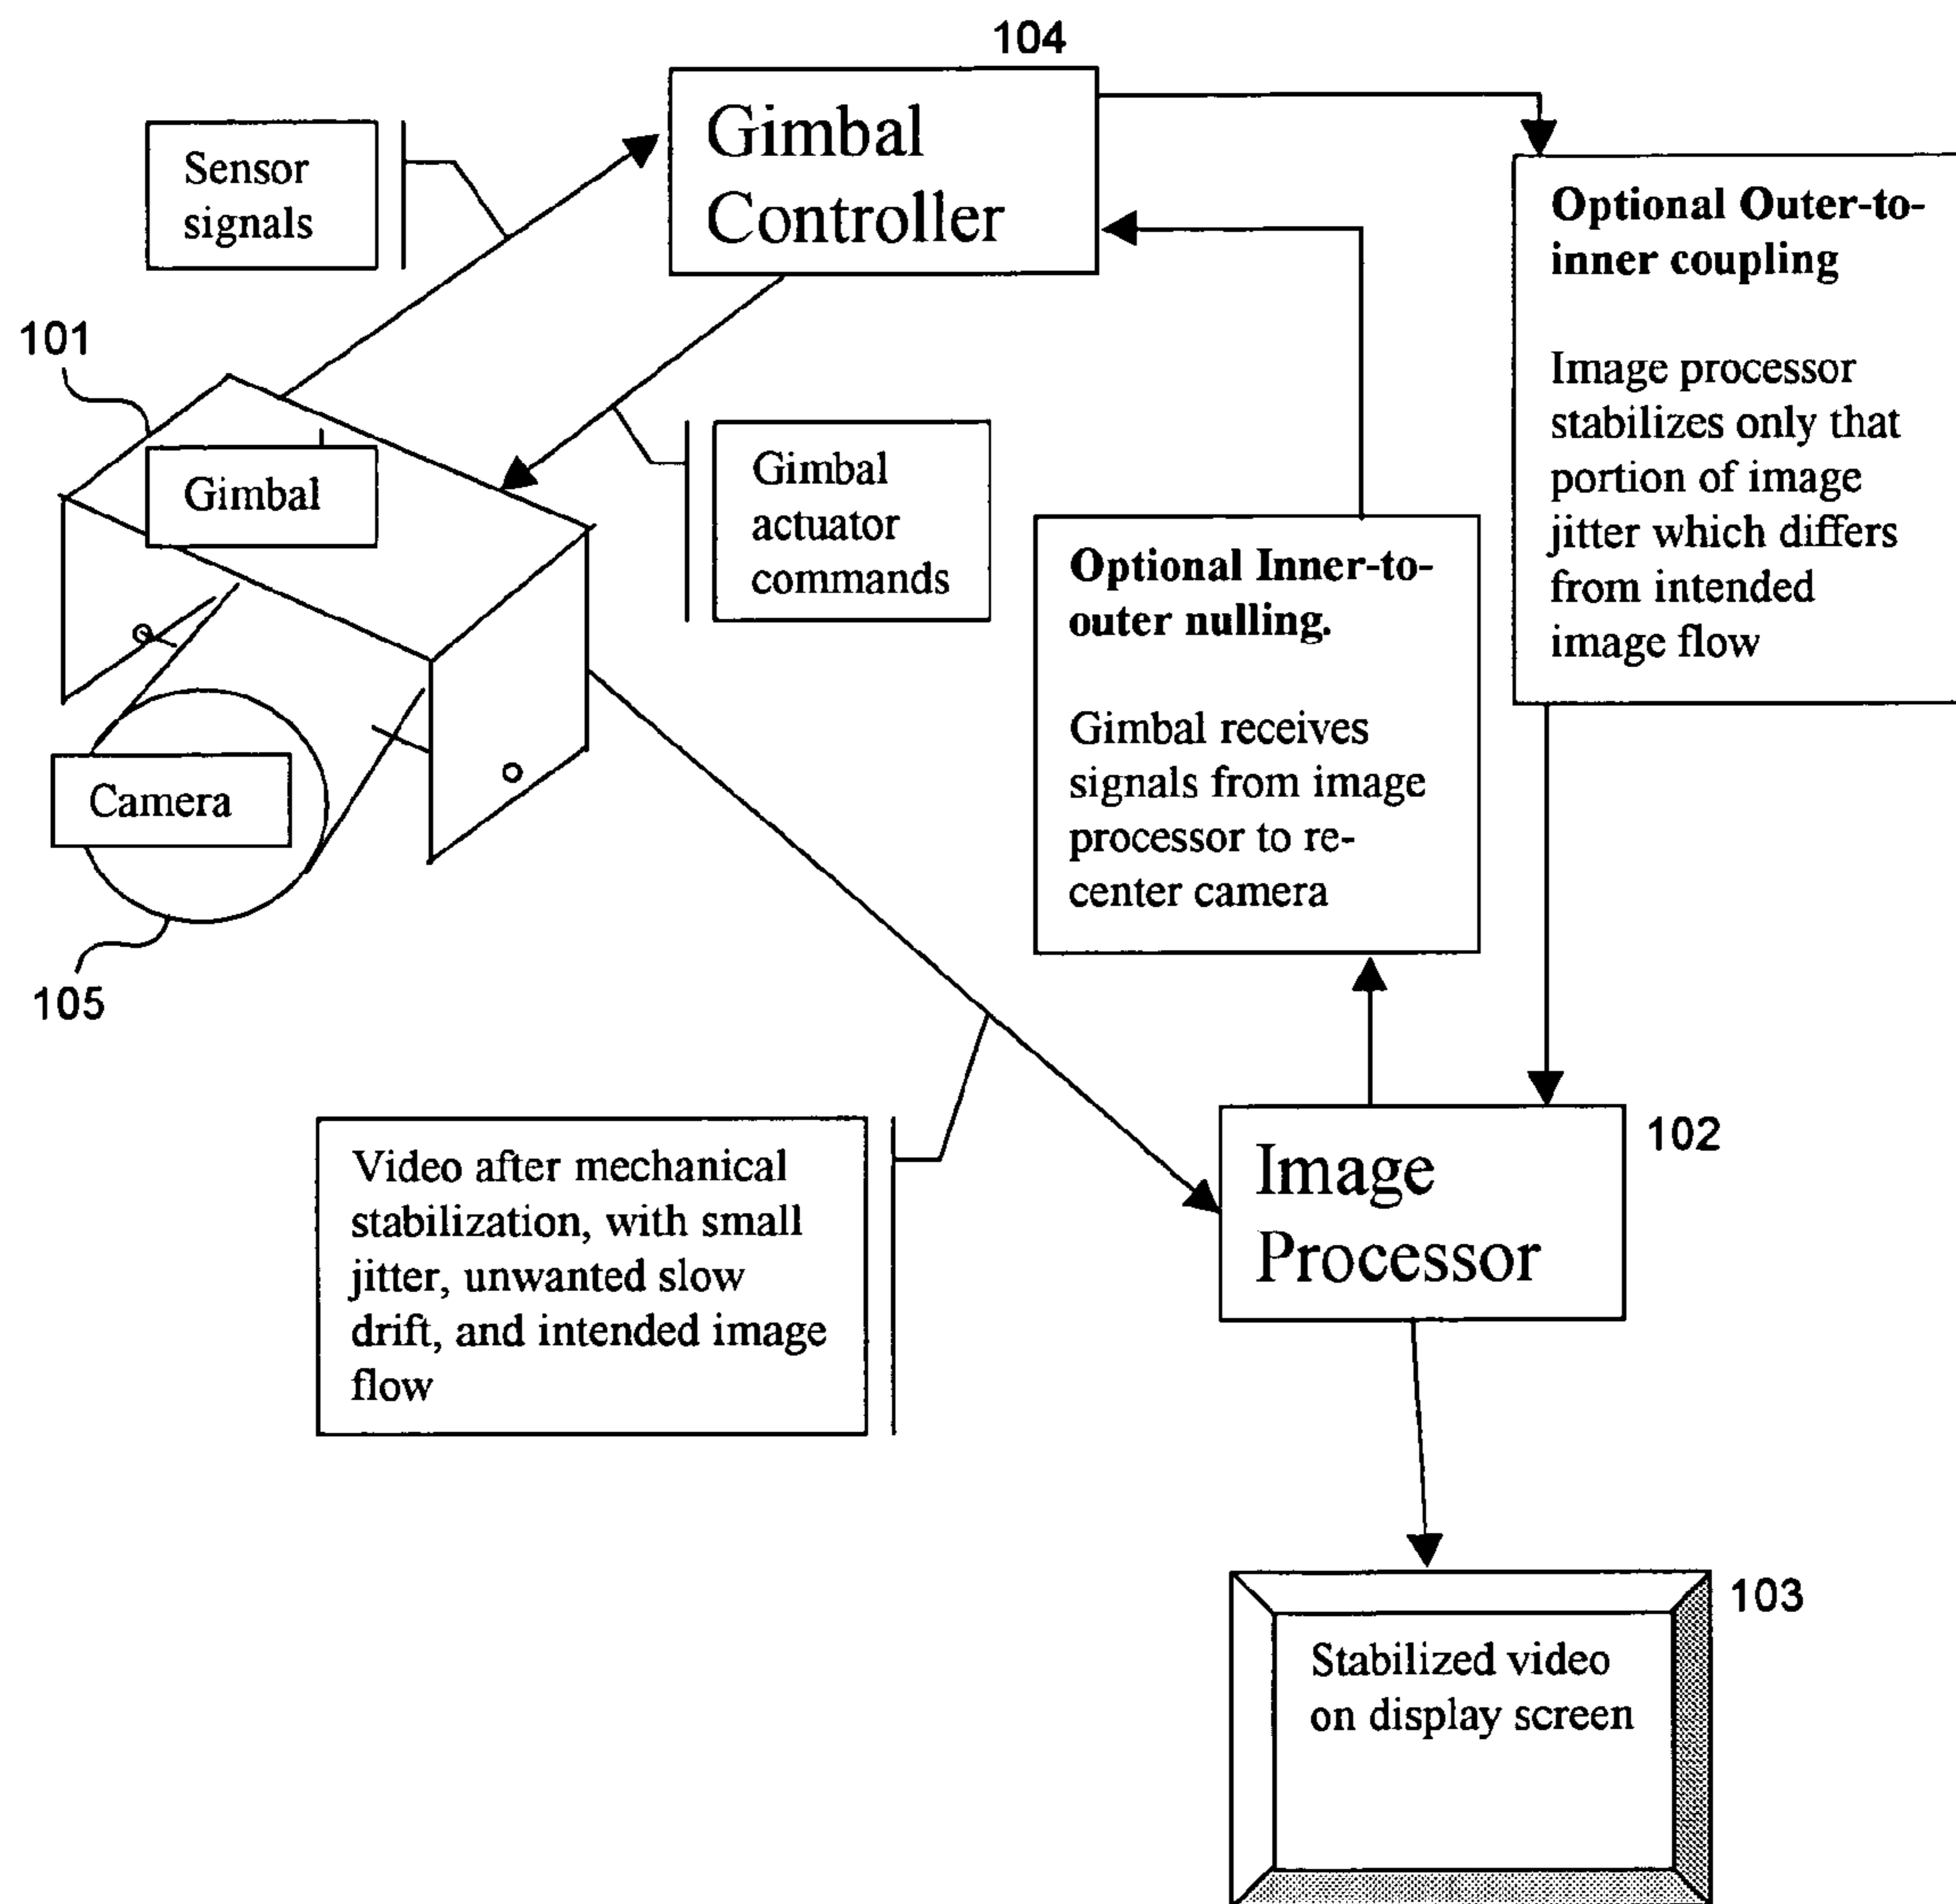 104
Gimbal
Controller
Sensor
signals
Optional Outer-to-
inner coupling
Image processor
stabilizes only that
portion of image
jitter which differs
from intended
image flow
101
Gimbal
Gimbal
actuator
commands
Optional Inner-to-
outer nulling.
Gimbal receives
signals from image
processor to re-
center camera
Camera
105
Video after mechanical
stabilization, with small
jitter, unwanted slow
drift, and intended image
flow
102
Image
Processor
103
Stabilized video
on display screen